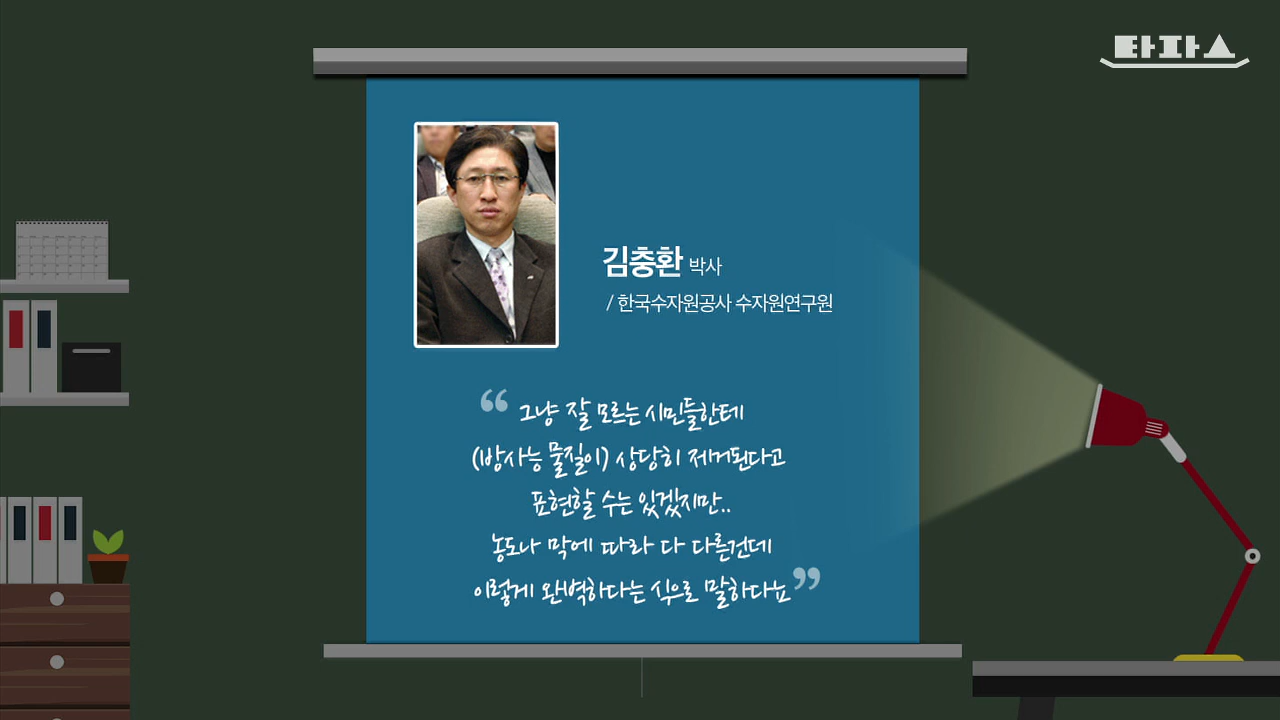 타파스
김충환 박사
/ 한국수자원공사 수자원연구원
“ 그냥 잘 모르는 시민들한테
(방사능 물질이) 상당히 제거된다고
표현할 수는 있겠지만..
농도나 막에 따라 다 다른건데
이렇게 완벽하다는 식으로 말하다뇨 ”